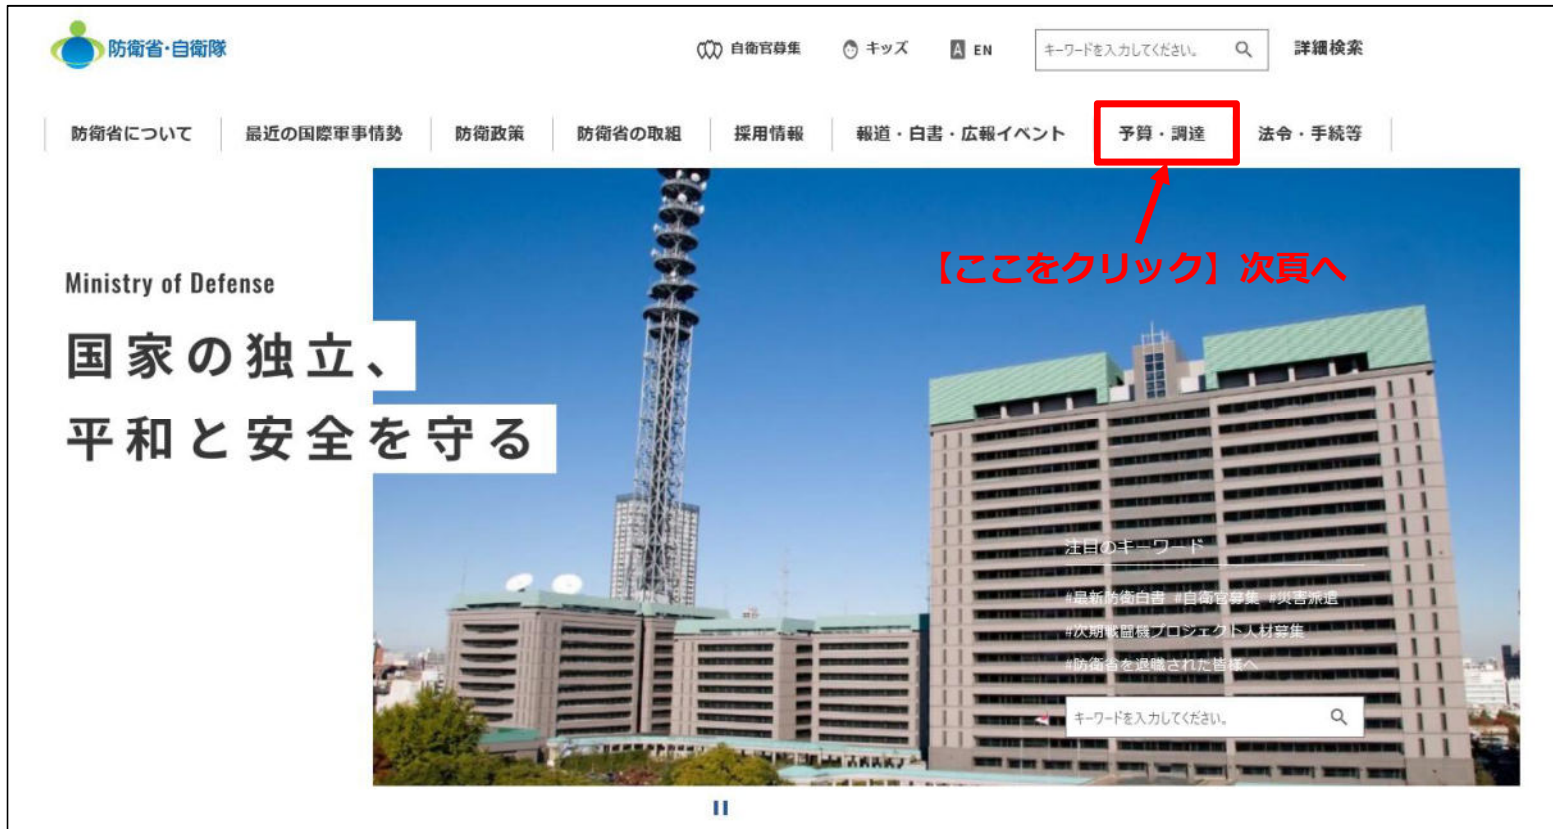 防衛省・自衛隊
自衛官募集 キッズ A EN キーワードを入力してください。 詳細検索
防衛省について 最近の国際軍事情勢 防衛政策 防衛省の取組 採用情報 報道・白書・広報イベント 予算・調達 法令・手続等
【ここをクリック】次頁へ
Ministry of Defense
国家の独立、
平和と安全を守る
注目のキーワード
#最新防衛白書 #自衛官募集 #災害派遣
#次期戦闘機プロジェクト人材募集
#防衛省を退職された皆様へ
キーワードを入力してください。